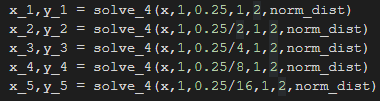 x_1,y_1 = solve_4(x,1,0.25,1,2,norm_dist)
x_2,y_2 = solve_4(x,1,0.25/2,1,2,norm_dist)
x_3,y_3 = solve_4(x,1,0.25/4,1,2,norm_dist)
x_4,y_4 = solve_4(x,1,0.25/8,1,2,norm_dist)
x_5,y_5 = solve_4(x,1,0.25/16,1,2,norm_dist)